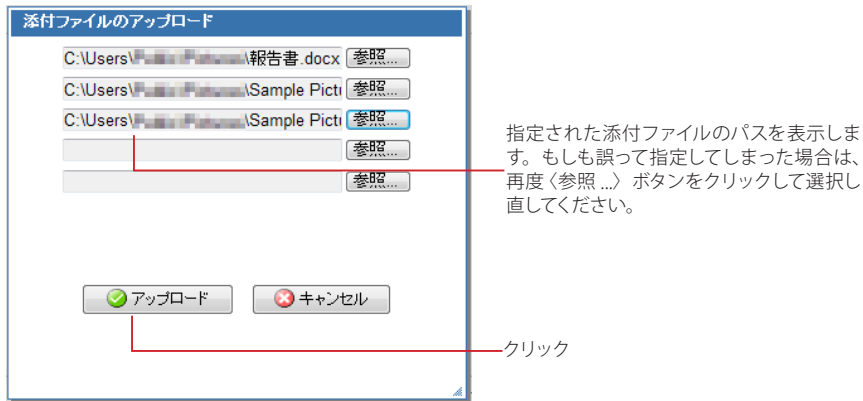 添付ファイルのアップロード
C:\Users\ \報告書.docx 参照...
C:\Users\ \Sample Pict 参照...
C:\Users\ \Sample Pict 参照...
参照...
参照...
指定された添付ファイルのパスを表示しま
す。もしも誤って指定してしまった場合は、
再度〈参照 ...〉ボタンをクリックして選択し
直してください。
アップロード キャンセル
クリック